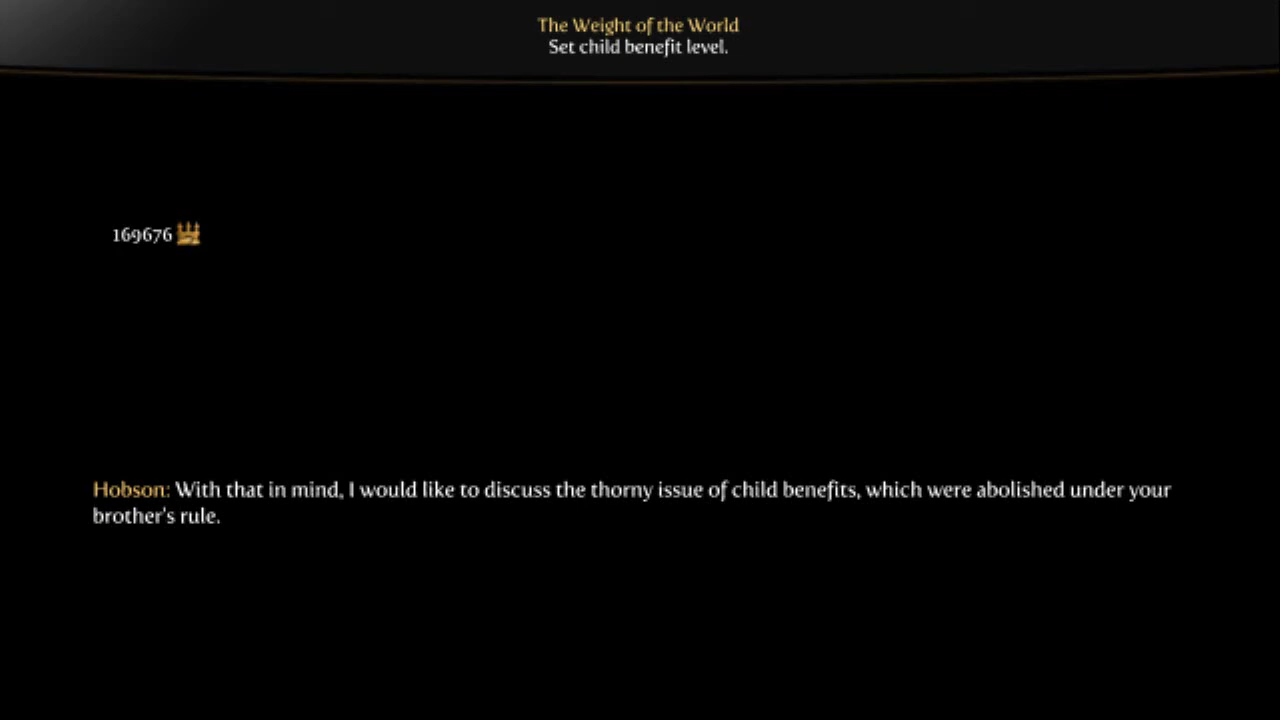 The Weight of the World
Set child benefit level.
169676
Hobson: With that in mind, I would like to discuss the thorny issue of child benefits, which were abolished under your
brother's rule.